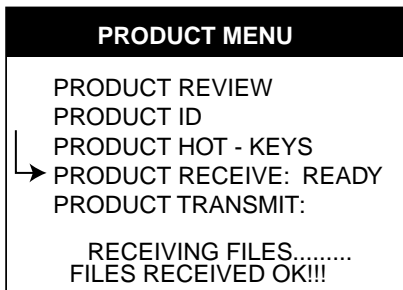 PRODUCT MENU
PRODUCT REVIEW
PRODUCT ID
PRODUCT HOT - KEYS
PRODUCT RECEIVE: READY
PRODUCT TRANSMIT:
RECEIVING FILES.........
FILES RECEIVED OK!!!